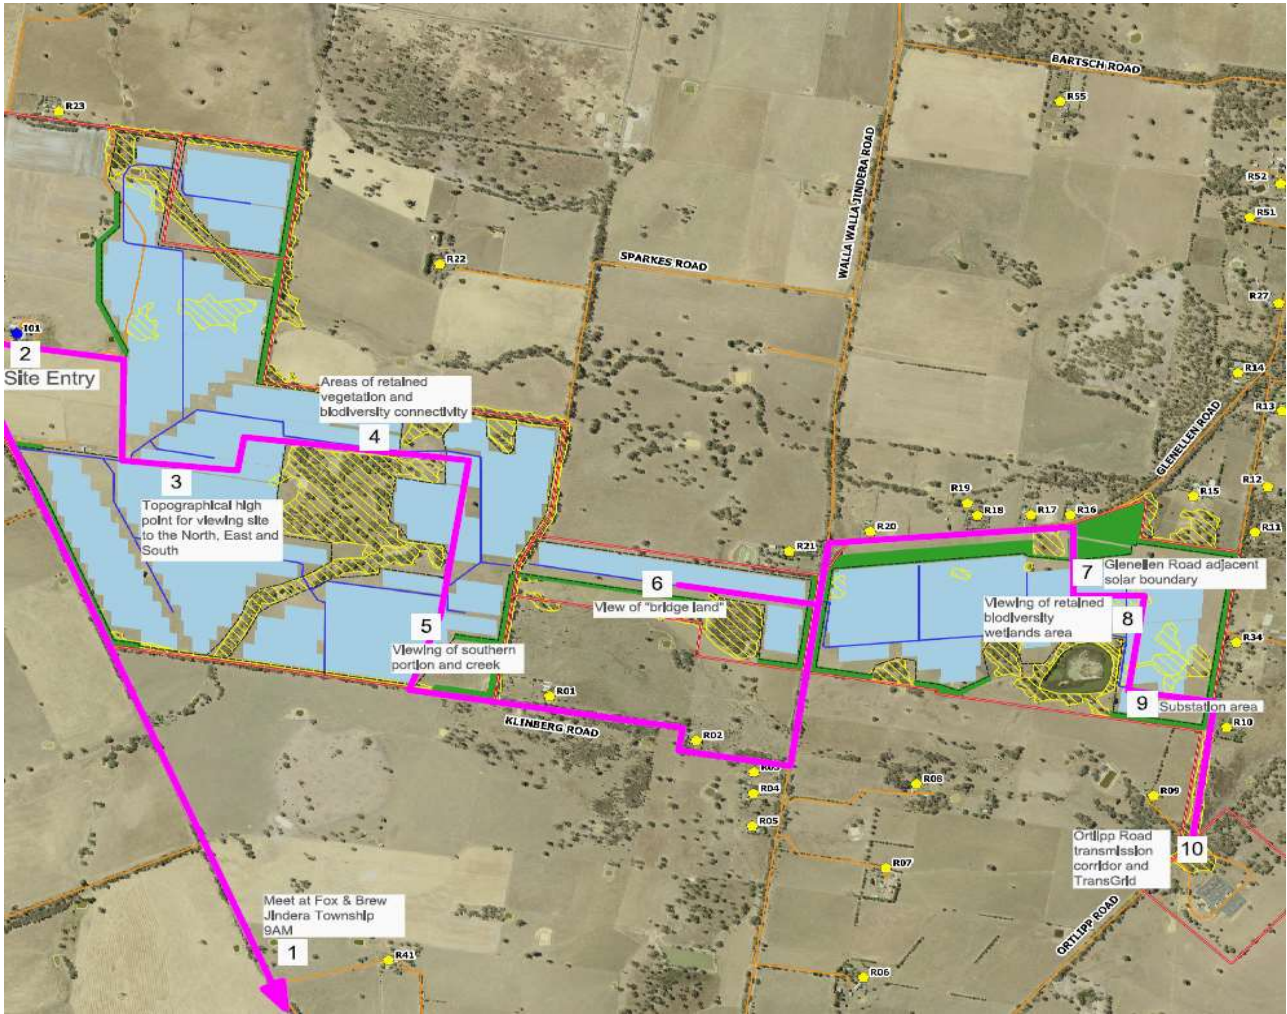 BARTSCH ROAD
R55
R23
WALLA WALLA JINDERA ROAD
R52
R51
R22
SPARKES ROAD
R27
I01
2
Site Entry
R14
Areas of retained
vegetation and
biodiversity connectivity
4
R13
GLENELLEN ROAD
3
Topographical high
point for viewing site
to the North, East and
South
R12
R15
R19
R18
R17
R16
R20
R11
R21
7
Glenellen Road adjacent
solar boundary
6
View of "bridge land"
Viewing of retained
biodiversity
wetlands area
8
5
Viewing of southern
portion and creek
R34
R01
9
Substation area
KLINBERG ROAD
R10
R02
R03
R04
R05
R08
R09
Ortlipp Road
transmission
corridor and
TransGrid
10
R07
Meet at Fox & Brew
Jindera Township
9AM
1
R41
ORTLIPP ROAD
R06